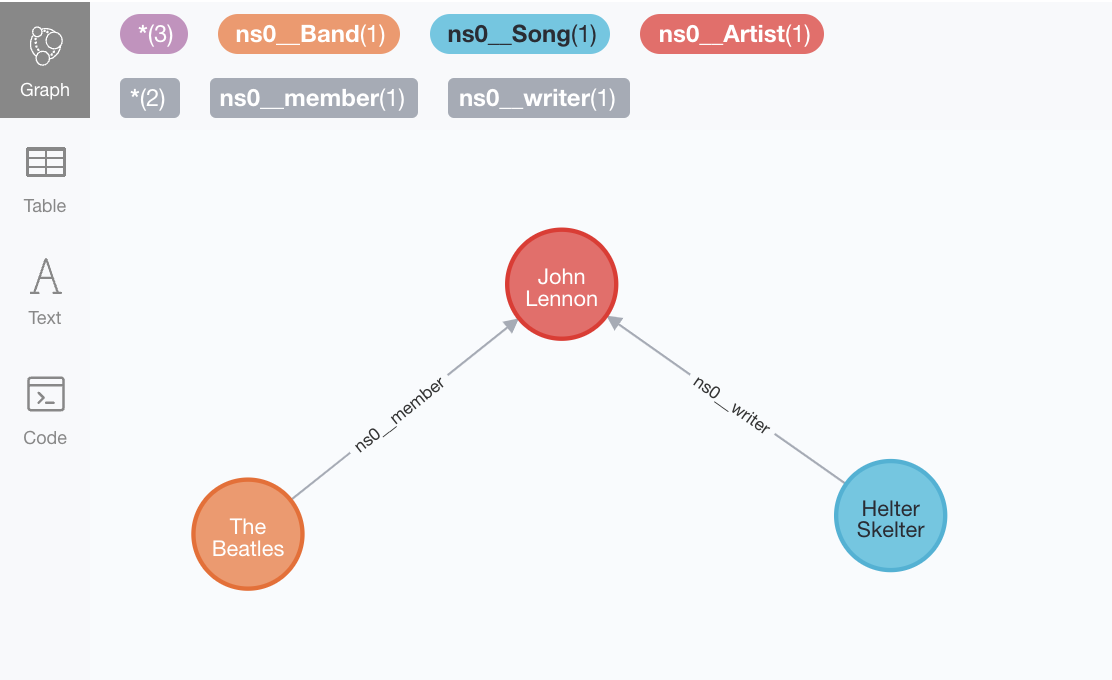 *(3) ns0__Band(1) ns0__Song(1) ns0__Artist(1)
*(2) ns0__member(1) ns0__writer(1)
Graph
Table
Text
Code
John
Lennon
ns0__member
ns0__writer
The
Beatles
Helter
Skelter